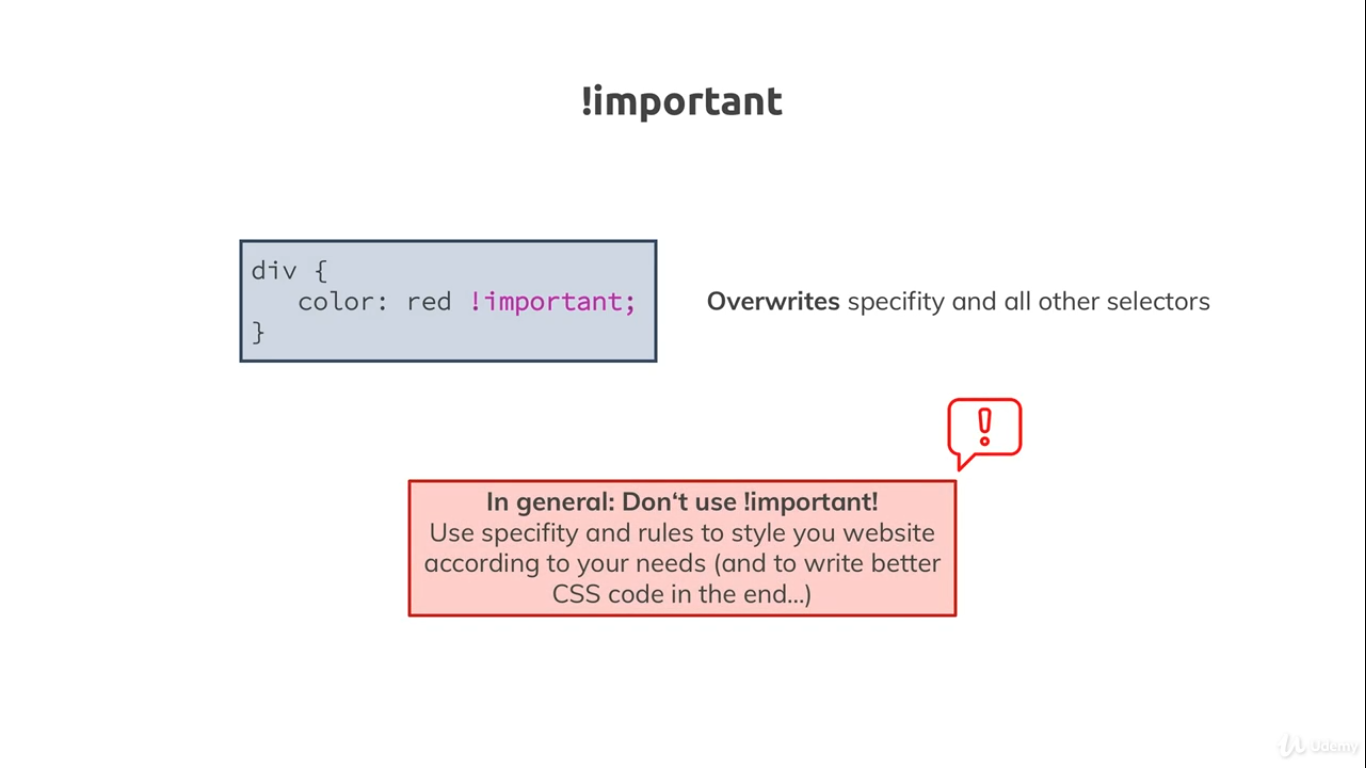 !important
div {
color: red !important;
}
Overwrites specifity and all other selectors
!
In general: Don‘t use !important!
Use specifity and rules to style you website
according to your needs (and to write better
CSS code in the end...)
Udemy